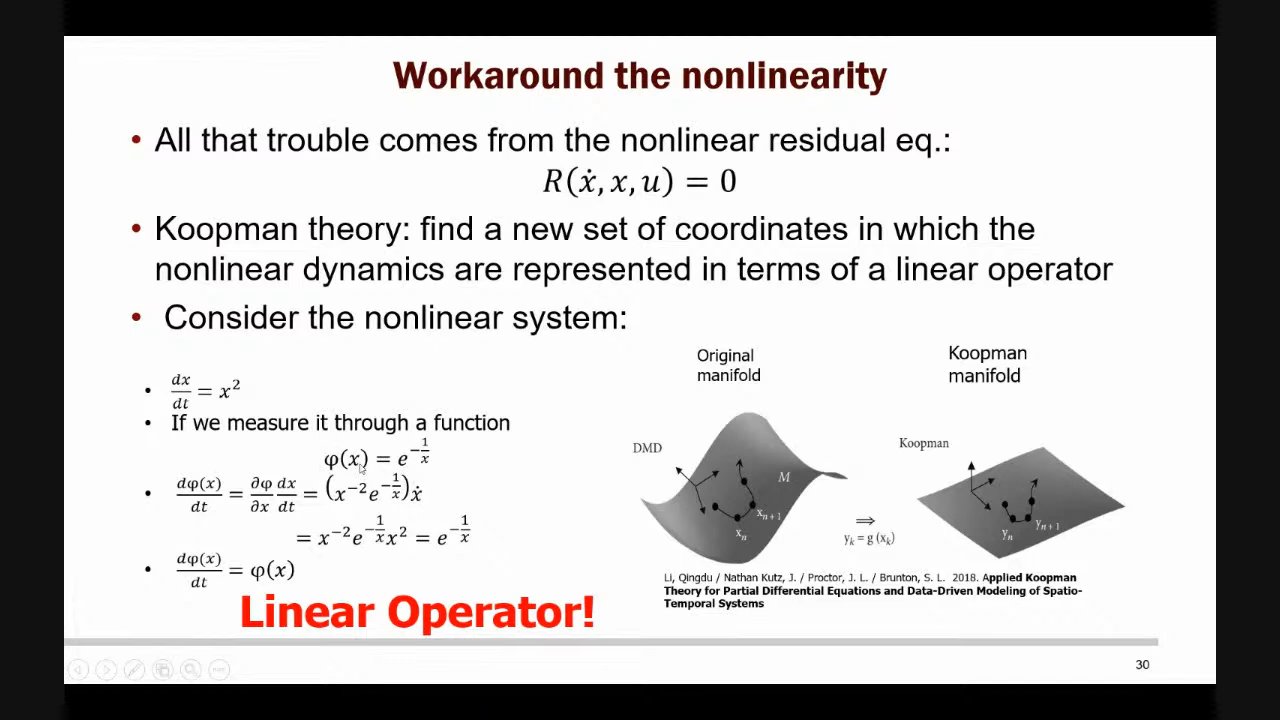 Workaround the nonlinearity
• All that trouble comes from the nonlinear residual eq.:
R(ẋ, x, u) = 0
• Koopman theory: find a new set of coordinates in which the
nonlinear dynamics are represented in terms of a linear operator
• Consider the nonlinear system:
• dx/dt = x²
• If we measure it through a function
φ(x) = e^(-1/x)
• dφ(x)/dt = ∂φ/∂x dx/dt = (x⁻²e^(-1/x))ẋ
= x⁻²e^(-1/x)x² = e^(-1/x)
• dφ(x)/dt = φ(x)
Linear Operator!
Original
manifold
Koopman
manifold
DMD
M
xₙ
xₙ₊₁
⇒
yₖ = g (xₖ)
Koopman
yₙ
yₙ₊₁
Li, Qingdu / Nathan Kutz, J. / Proctor, J. L. / Brunton, S. L. 2018. Applied Koopman
Theory for Partial Differential Equations and Data-Driven Modeling of Spatio-
Temporal Systems
30